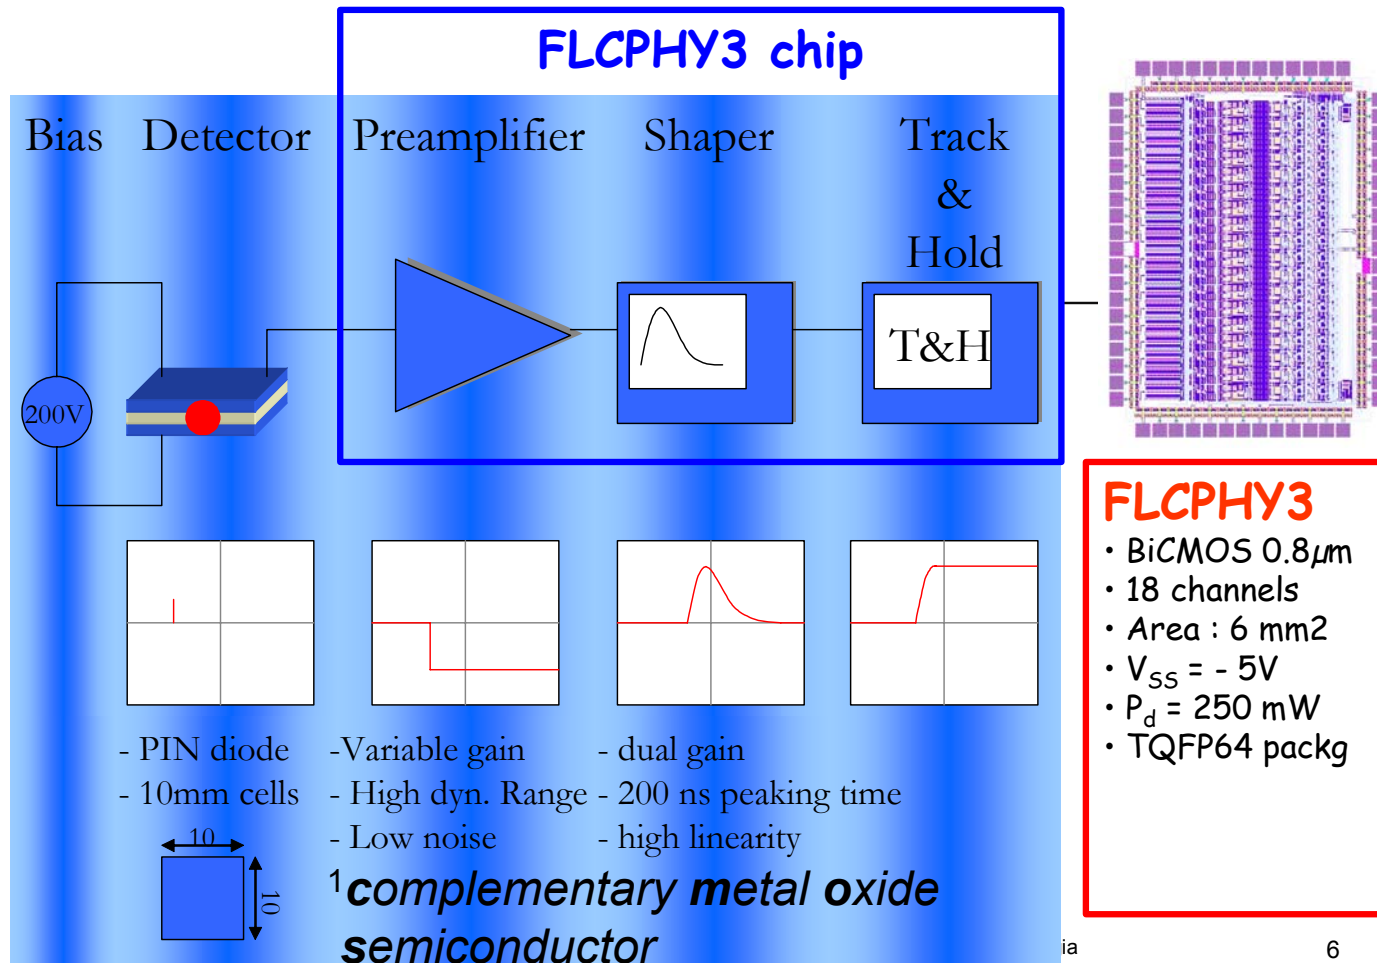 FLCPHY3 chip
Bias Detector Preamplifier Shaper Track
&
Hold
200V
T&H
FLCPHY3
• BiCMOS 0.8μm
• 18 channels
• Area : 6 mm2
• VSS = - 5V
• Pd = 250 mW
• TQFP64 packg
- PIN diode
- 10mm cells
-Variable gain
- High dyn. Range
- Low noise
- dual gain
- 200 ns peaking time
- high linearity
10
10
1complementary metal oxide
semiconductor
ia
6